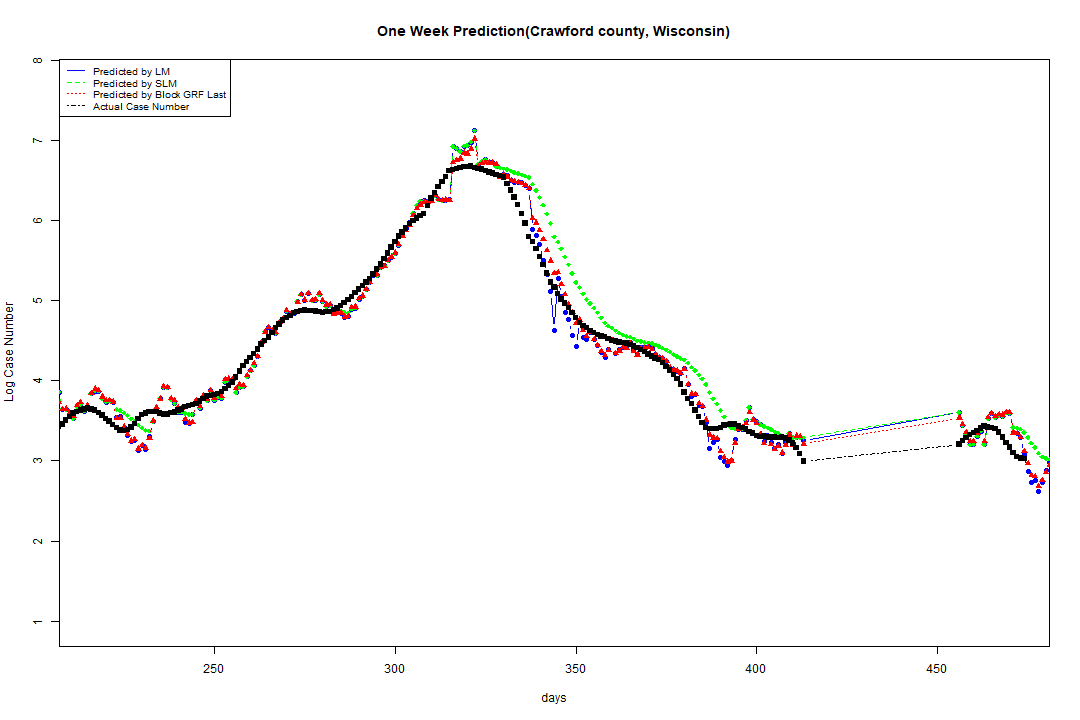 One Week Prediction(Crawford county, Wisconsin)
Predicted by LM
Predicted by SLM
Predicted by Block GRF Last
Actual Case Number
Log Case Number
8
7
6
5
4
3
2
1
250 300 350 400 450
days